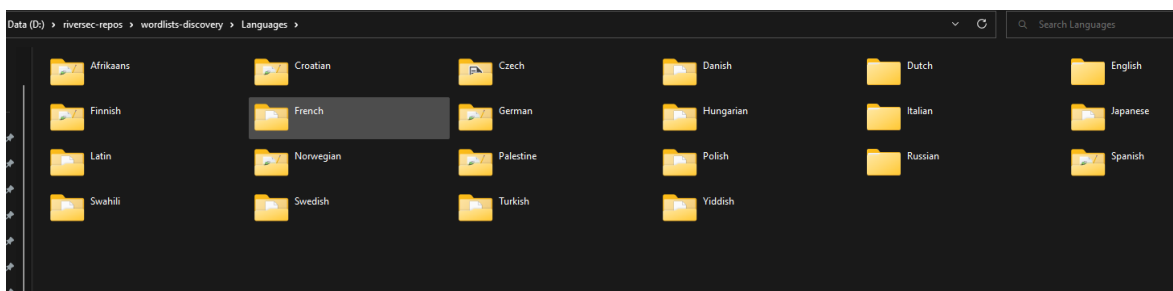 Data (D:) › riversec-repos › wordlists-discovery › Languages ›
Search Languages
Afrikaans Croatian Czech Danish Dutch English
Finnish French German Hungarian Italian Japanese
Latin Norwegian Palestine Polish Russian Spanish
Swahili Swedish Turkish Yiddish